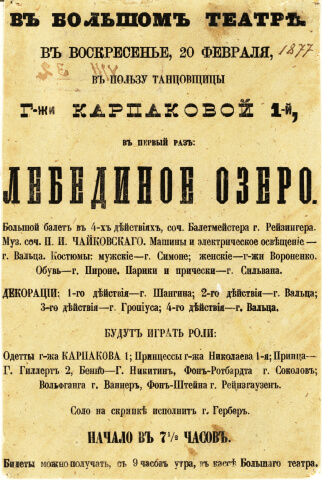 ВЪ БОЛЬШОМЪ ТЕАТРѢ.
ВЪ ВОСКРЕСЕНЬЕ, 20 ФЕВРАЛЯ, 1877
ВЪ ПОЛЬЗУ ТАНЦОВЩИЦЫ
Г-жи КАРПАКОВОЙ 1-й,
ВЪ ПЕРВЫЙ РАЗЪ:
ЛЕБЕДИНОЕ ОЗЕРО.
Большой балетъ въ 4-хъ дѣйствіяхъ, соч. Балетмейстера г. Рейзингера.
Муз. соч. П. И. ЧАЙКОВСКАГО. Машины и электрическое освѣщеніе—
г. Вальца. Костюмы: мужскіе—г. Симоне; женскіе—г-жи Вороненко.
Обувь—г. Пироне. Парики и прически—г. Сильвана.
ДЕКОРАЦІИ: 1-го дѣйствія—г. Шангина; 2-го дѣйствія—г. Вальца;
3-го дѣйствія—г. Гропіуса; 4-го дѣйствія—г. Вальца.
БУДУТЪ ИГРАТЬ РОЛИ:
Одетты г-жа КАРПАКОВА 1; Принцессы г-жа Николаева 1-я; Принца—
Г. Гиллертъ 2, Бенно—Г. Никитинъ, Фонъ-Ротбардта г. Соколовъ;
Вольфганга г. Ваннеръ, Фонъ-Штейна г. Рейнзгаузенъ.
Соло на скрипкѣ исполнитъ г. Герберъ.
НАЧАЛО ВЪ 7 1/2 ЧАСОВЪ.
Билеты можно получать, съ 9 часовъ утра, въ кассѣ Большаго театра.